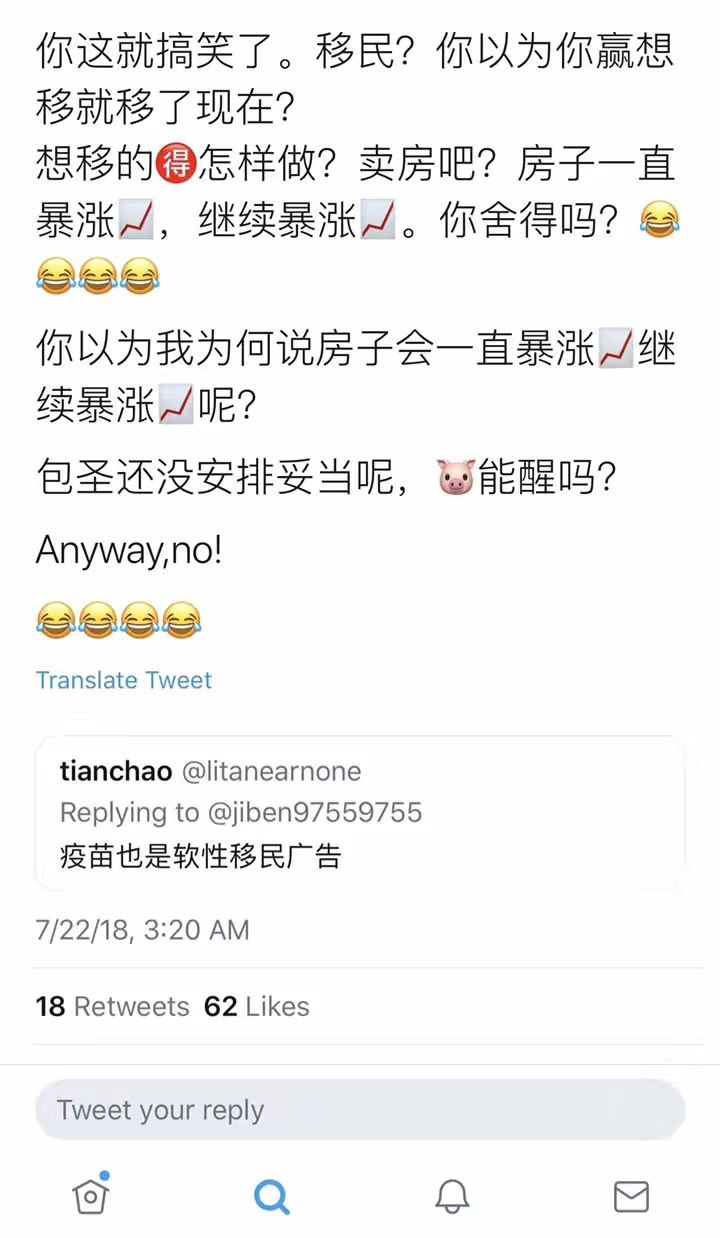 你这就搞笑了。移民？你以为你赢想
移就移了现在？
想移的🉐怎样做？卖房吧？房子一直
暴涨📈，继续暴涨📈。你舍得吗？😂
😂😂😂
你以为我为何说房子会一直暴涨📈继
续暴涨📈呢？
包圣还没安排妥当呢，🐷能醒吗？
Anyway,no!
😂😂😂😂
Translate Tweet
tianchao @litanearnone
Replying to @jiben97559755
疫苗也是软性移民广告
7/22/18, 3:20 AM
18 Retweets 62 Likes
Tweet your reply